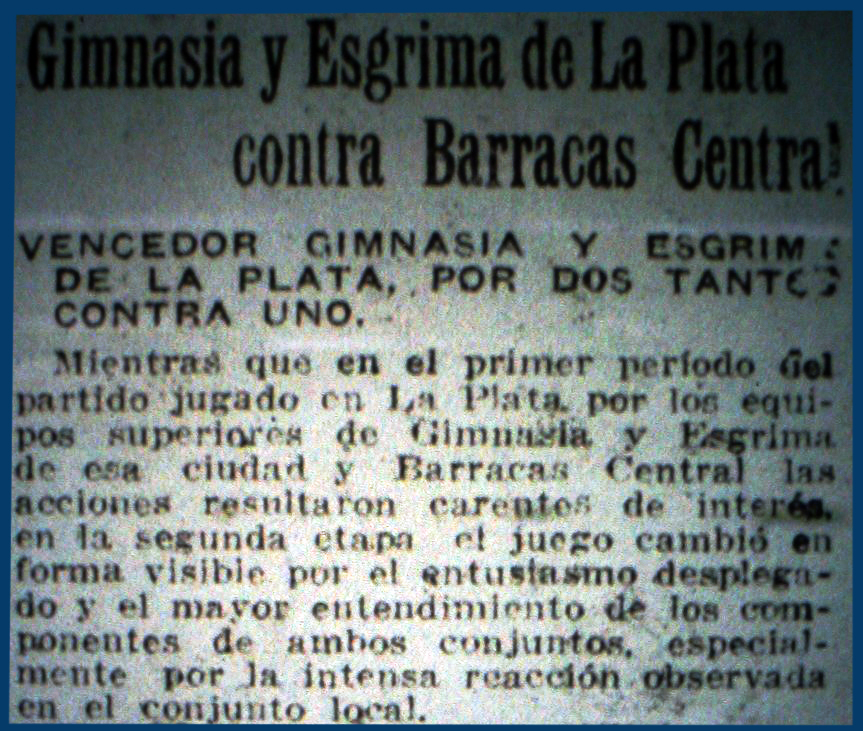 Gimnasia y Esgrima de La Plata
contra Barracas Central
VENCEDOR GIMNASIA Y ESGRIMA
DE LA PLATA, POR DOS TANTOS
CONTRA UNO.
Mientras que en el primer período del
partido jugado en La Plata por los equi-
pos superiores de Gimnasia y Esgrima
de esa ciudad y Barracas Central las
acciones resultaron carentes de interés,
en la segunda etapa el juego cambió en
forma visible por el entusiasmo desplega-
do y el mayor entendimiento de los com-
ponentes de ambos conjuntos, especial-
mente por la intensa reacción observada
en el conjunto local.